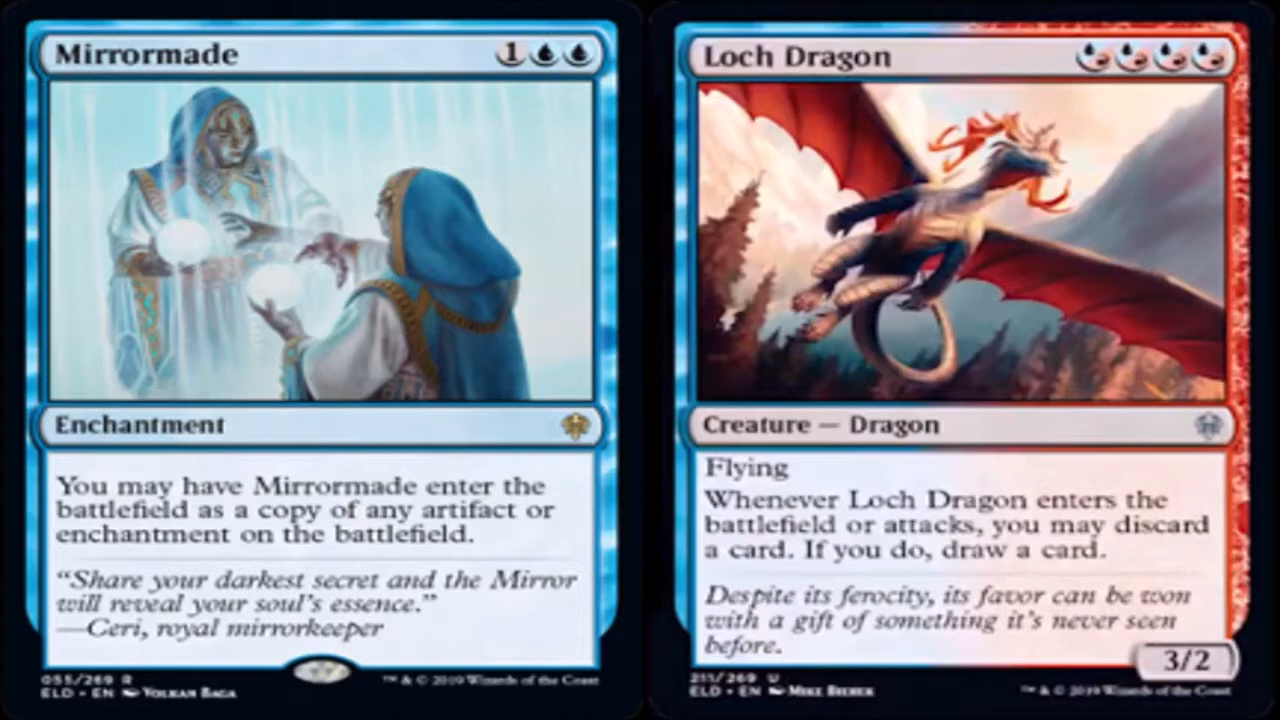 Mirrormade 1
Enchantment
You may have Mirrormade enter the
battlefield as a copy of any artifact or
enchantment on the battlefield.
“Share your darkest secret and the Mirror
will reveal your soul’s essence.”
—Ceri, royal mirrorkeeper
055/269 R
ELD • EN Volkan Baga
™ & © 2019 Wizards of the Coast
Loch Dragon
Creature — Dragon
Flying
Whenever Loch Dragon enters the
battlefield or attacks, you may discard
a card. If you do, draw a card.
Despite its ferocity, its favor can be won
with a gift of something it’s never seen
before.
3/2
211/269 U
ELD • EN Mike Bierek
™ & © 2019 Wizards of the Coast